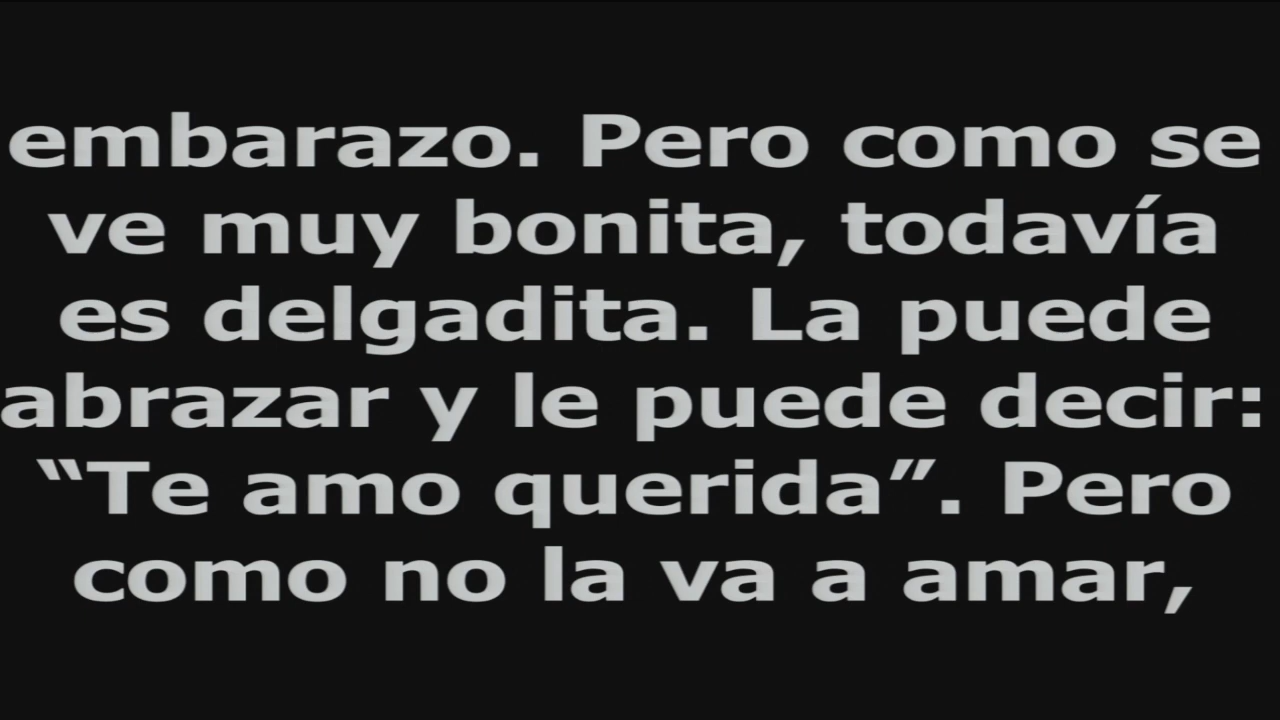 embarazo. Pero como se
ve muy bonita, todavía
es delgadita. La puede
abrazar y le puede decir:
“Te amo querida”. Pero
como no la va a amar,